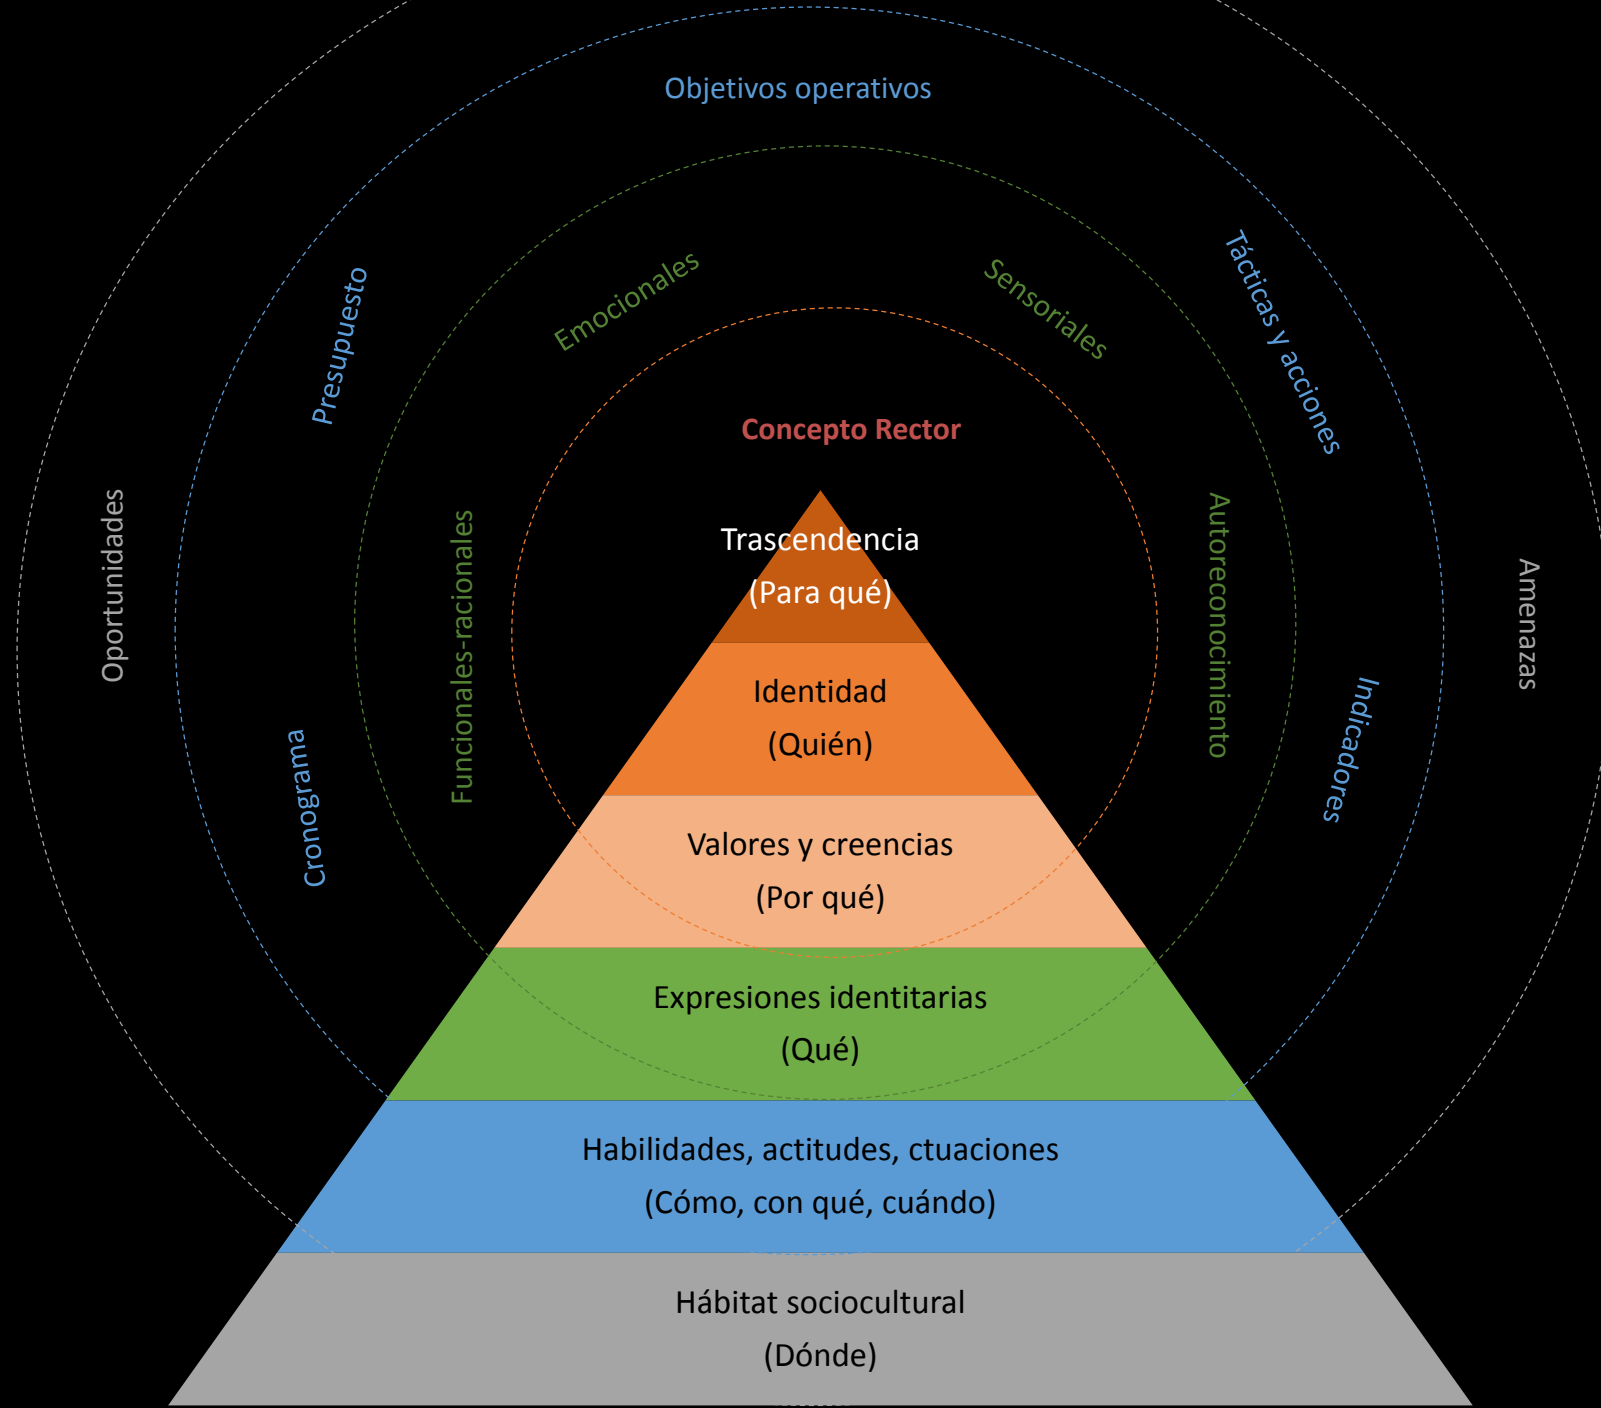 Objetivos operativos
Presupuesto
Tácticas y acciones
Emocionales
Sensoriales
Concepto Rector
Oportunidades
Funcionales-racionales
Autoreconocimiento
Amenazas
Cronograma
Indicadores
Trascendencia
(Para qué)
Identidad
(Quién)
Valores y creencias
(Por qué)
Expresiones identitarias
(Qué)
Habilidades, actitudes, ctuaciones
(Cómo, con qué, cuándo)
Hábitat sociocultural
(Dónde)